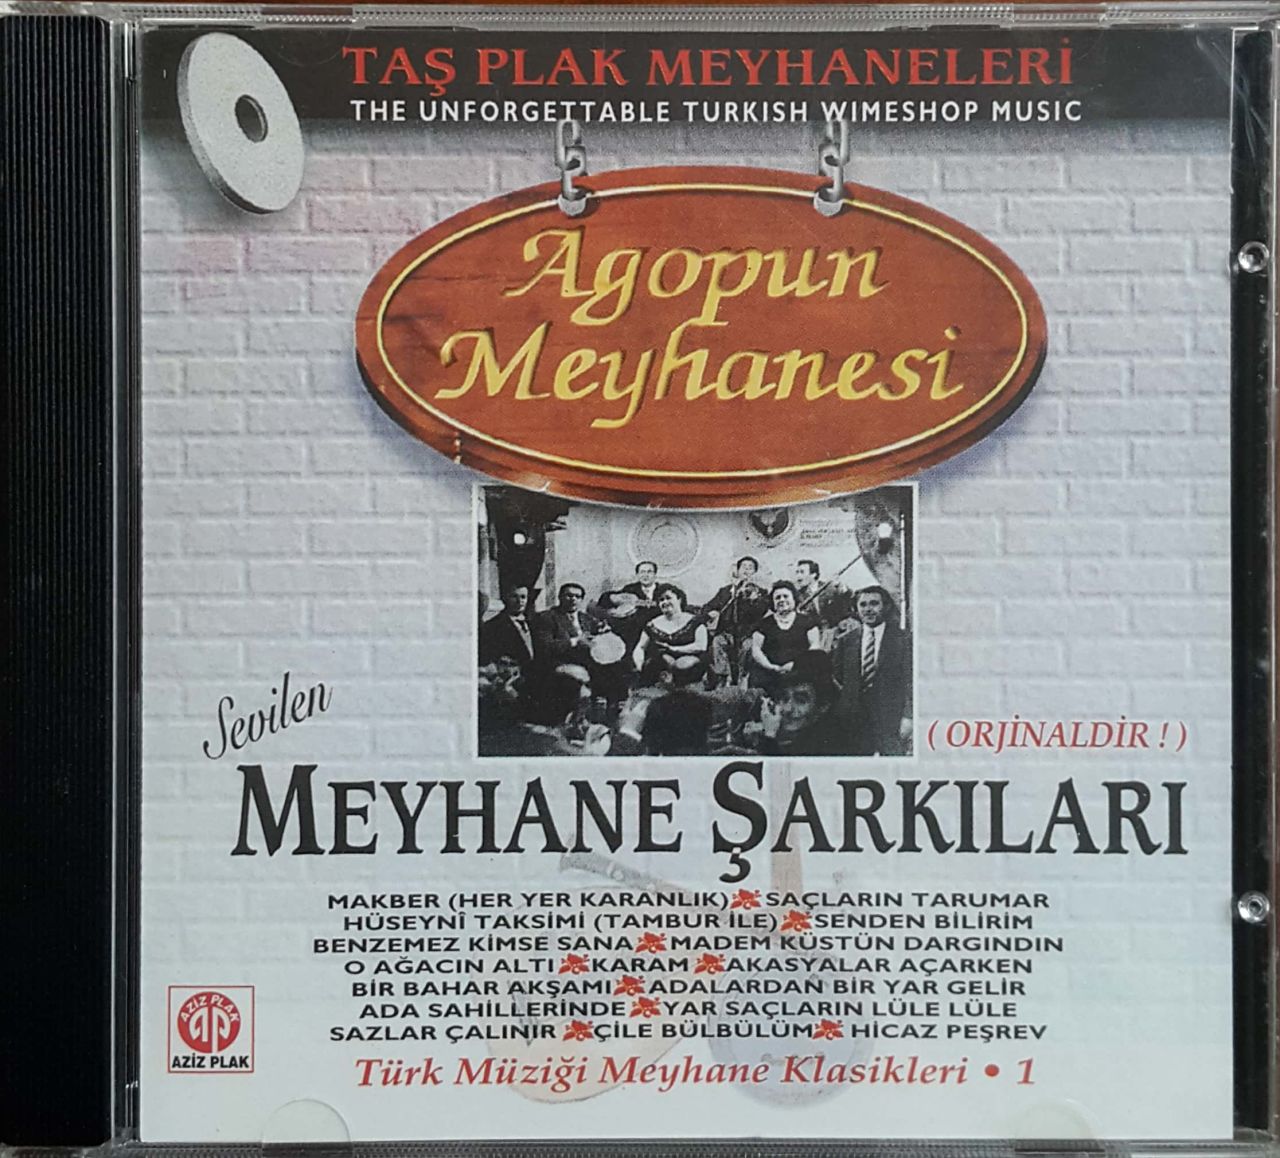 TAŞ PLAK MEYHANELERİ
THE UNFORGETTABLE TURKISH WIMESHOP MUSIC
Agopun
Meyhanesi
Sevilen
( ORJİNALDİR ! )
MEYHANE ŞARKILARI
MAKBER (HER YER KARANLIK) SAÇLARIN TARUMAR
HÜSEYNÎ TAKSİMİ (TAMBUR İLE) SENDEN BİLİRİM
BENZEMEZ KİMSE SANA MADEM KÜSTÜN DARGINDIN
O AĞACIN ALTI KARAM AKASYALAR AÇARKEN
BİR BAHAR AKŞAMI ADALARDAN BİR YAR GELİR
ADA SAHİLLERİNDE YAR SAÇLARIN LÜLE LÜLE
SAZLAR ÇALINIR ÇİLE BÜLBÜLÜM HİCAZ PEŞREV
AZİZ PLAK
AP
AZİZ PLAK
Türk Müziği Meyhane Klasikleri • 1